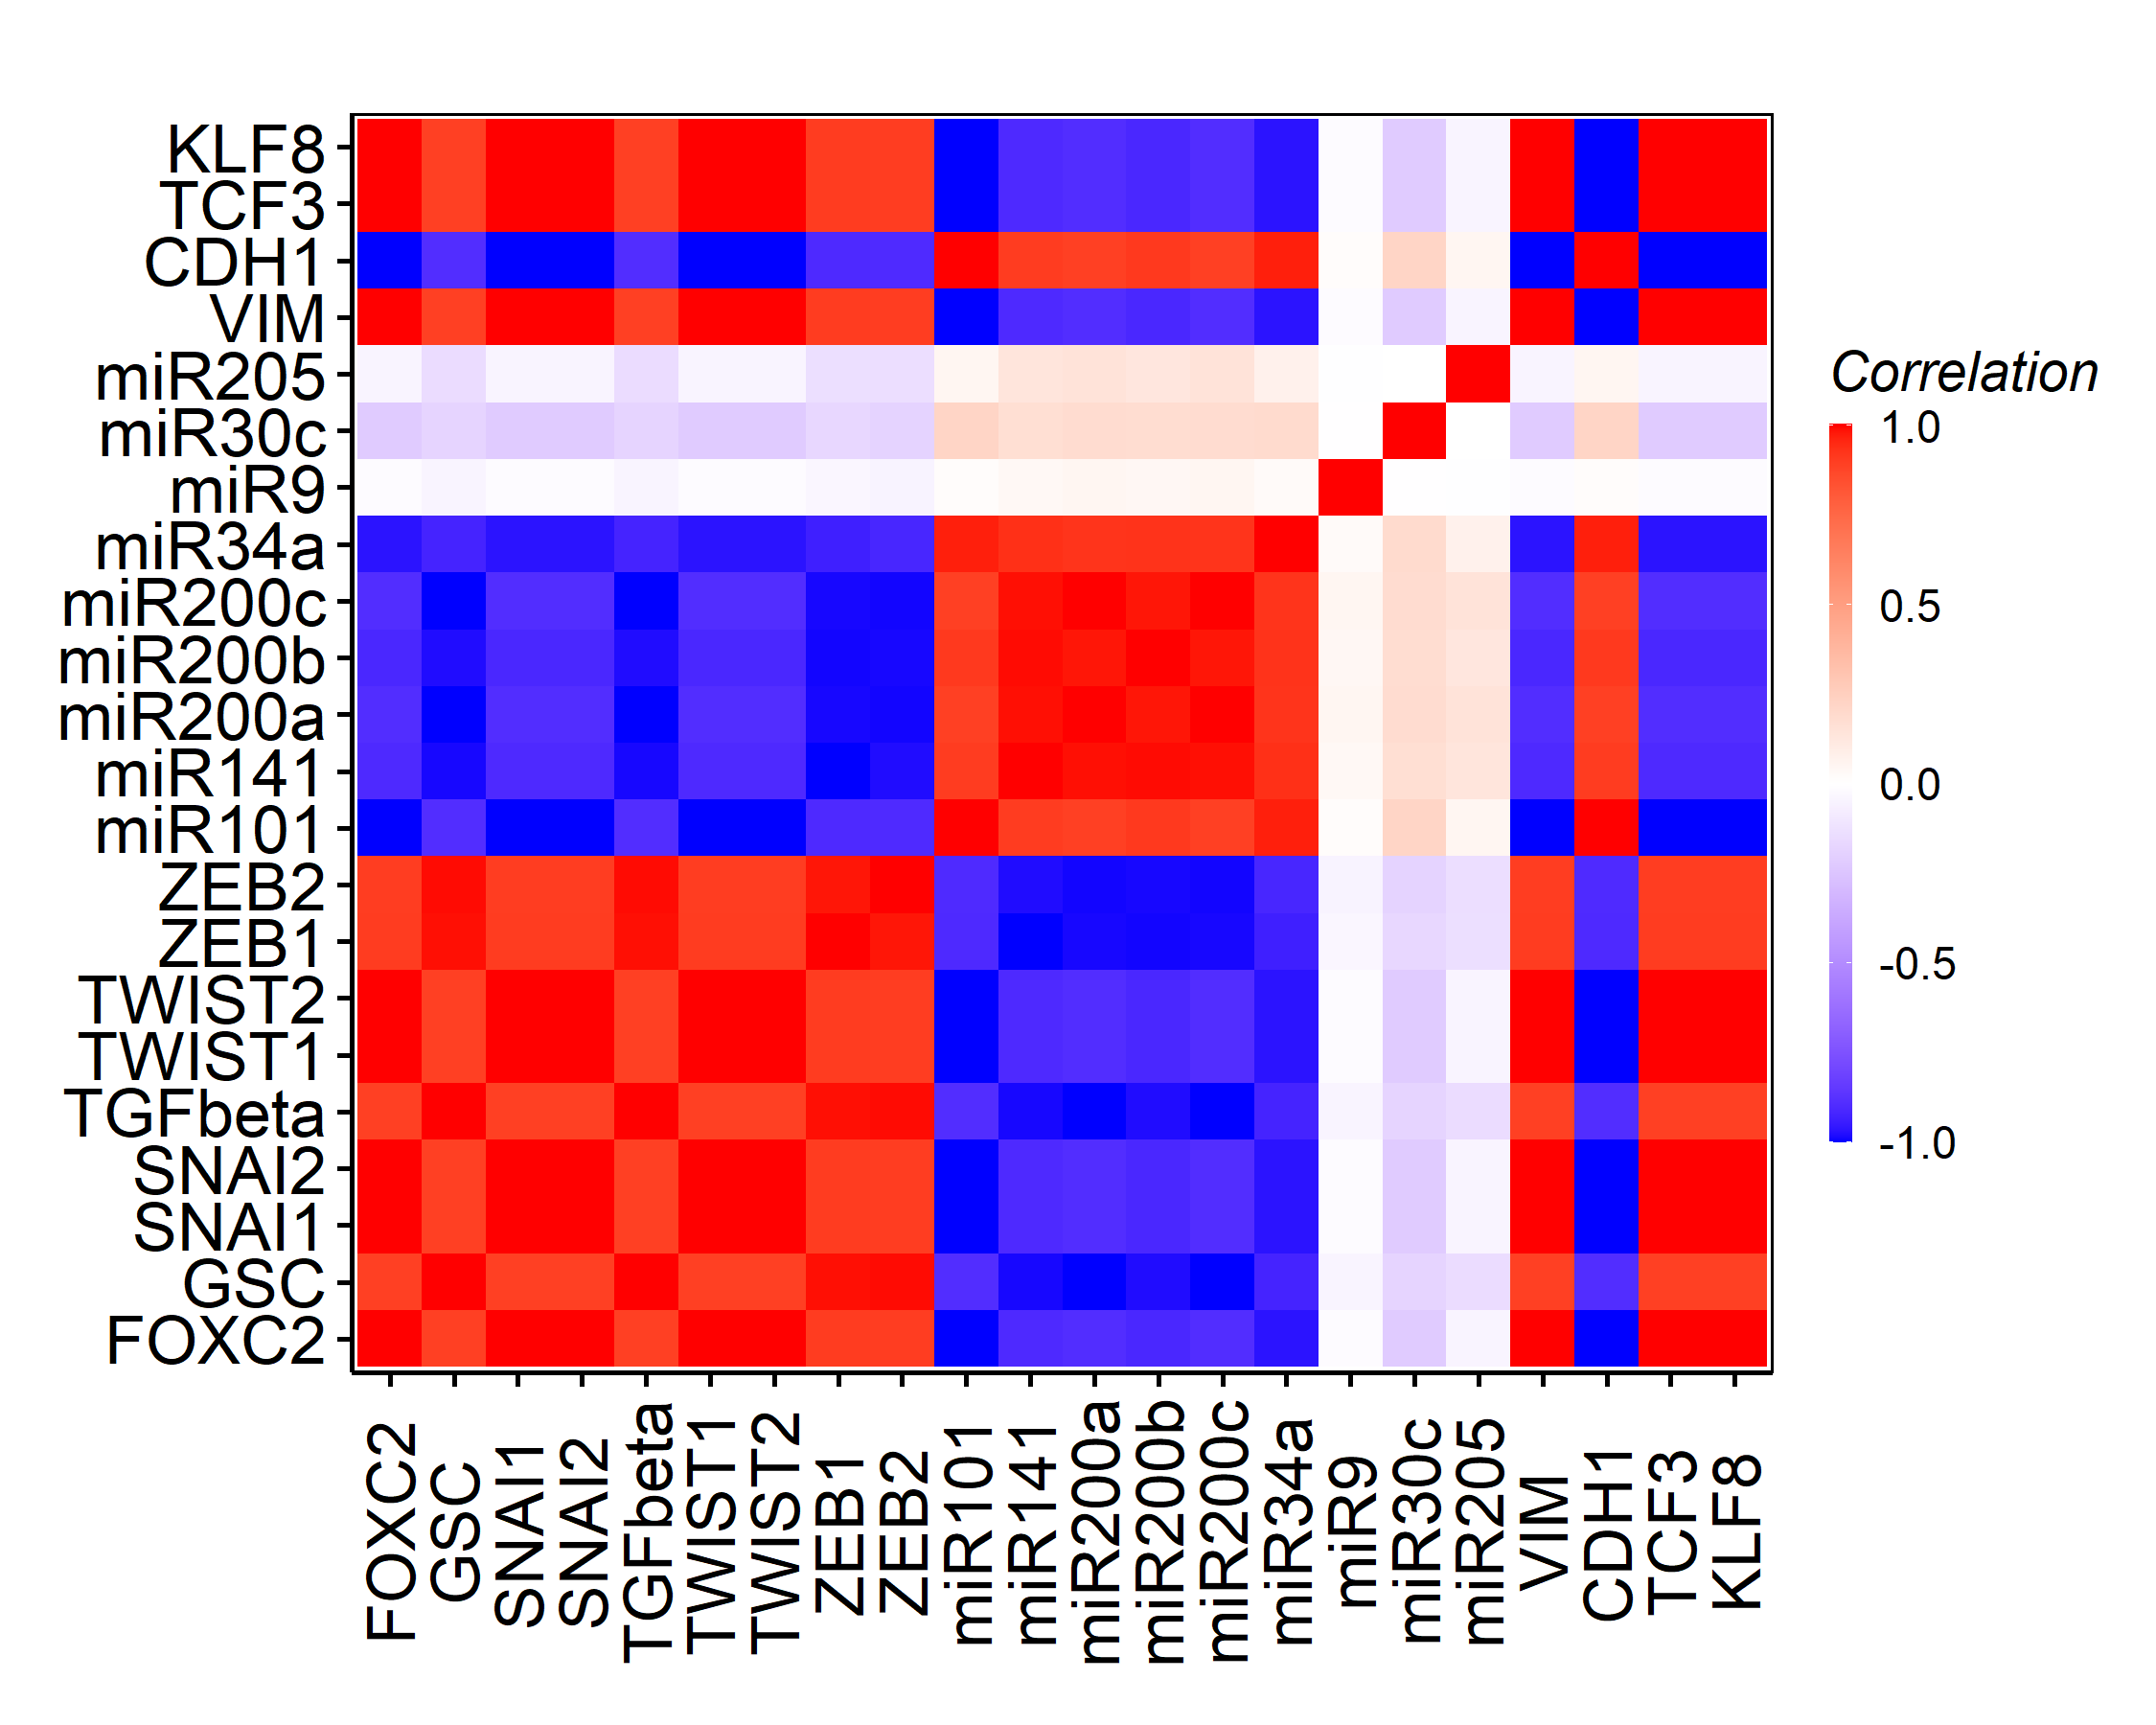 KLF8
TCF3
CDH1
VIM
miR205
miR30c
miR9
miR34a
miR200c
miR200b
miR200a
miR141
miR101
ZEB2
ZEB1
TWIST2
TWIST1
TGFbeta
SNAI2
SNAI1
GSC
FOXC2
FOXC2
GSC
SNAI1
SNAI2
TGFbeta
TWIST1
TWIST2
ZEB1
ZEB2
miR101
miR141
miR200a
miR200b
miR200c
miR34a
miR9
miR30c
miR205
VIM
CDH1
TCF3
KLF8
Correlation
1.0
0.5
0.0
-0.5
-1.0